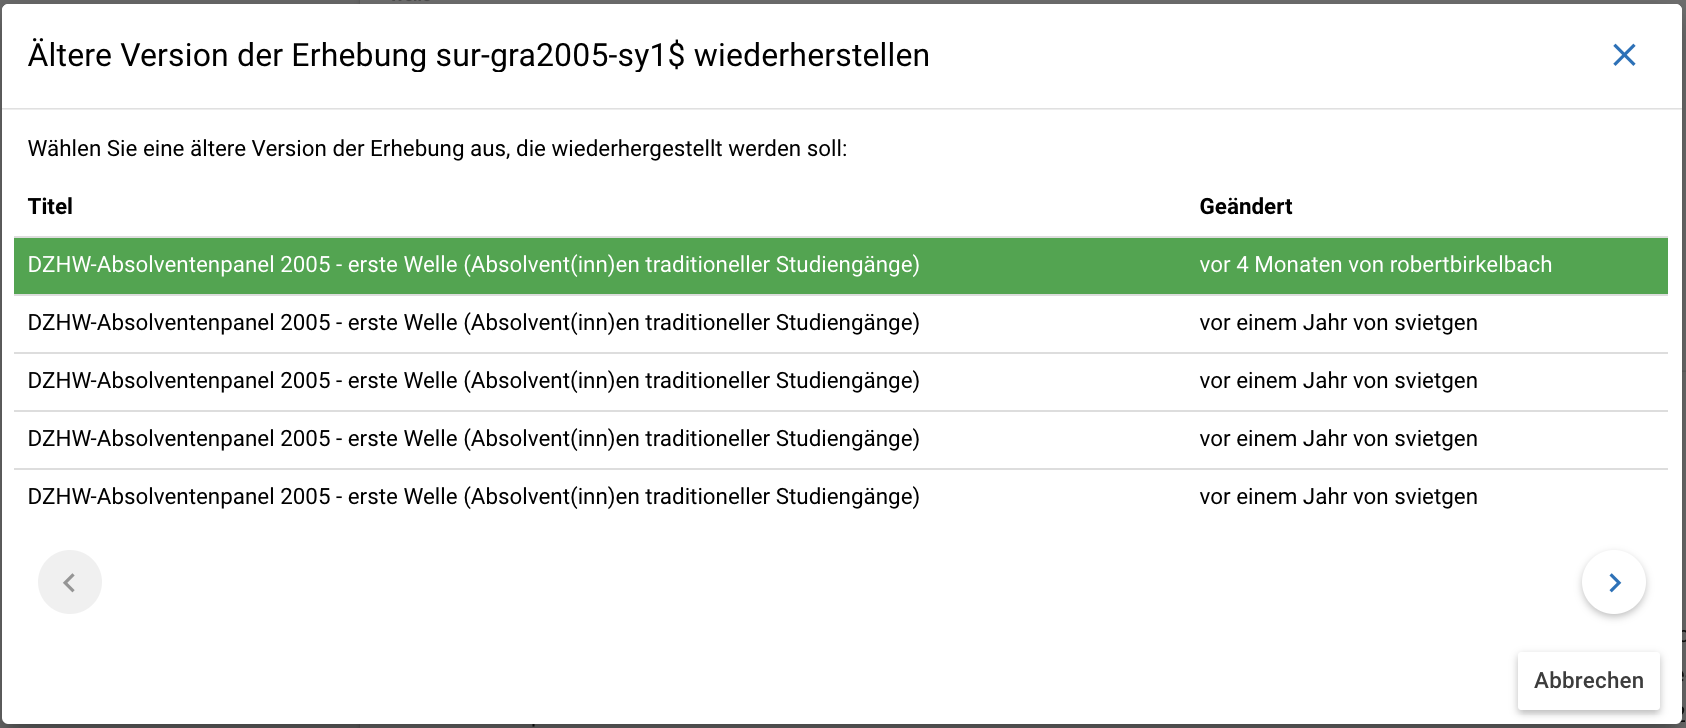 Ältere Version der Erhebung sur-gra2005-sy1$ wiederherstellen
Wählen Sie eine ältere Version der Erhebung aus, die wiederhergestellt werden soll:
Titel Geändert
DZHW-Absolventenpanel 2005 - erste Welle (Absolvent(inn)en traditioneller Studiengänge) vor 4 Monaten von robertbirkelbach
DZHW-Absolventenpanel 2005 - erste Welle (Absolvent(inn)en traditioneller Studiengänge) vor einem Jahr von svietgen
DZHW-Absolventenpanel 2005 - erste Welle (Absolvent(inn)en traditioneller Studiengänge) vor einem Jahr von svietgen
DZHW-Absolventenpanel 2005 - erste Welle (Absolvent(inn)en traditioneller Studiengänge) vor einem Jahr von svietgen
DZHW-Absolventenpanel 2005 - erste Welle (Absolvent(inn)en traditioneller Studiengänge) vor einem Jahr von svietgen
Abbrechen